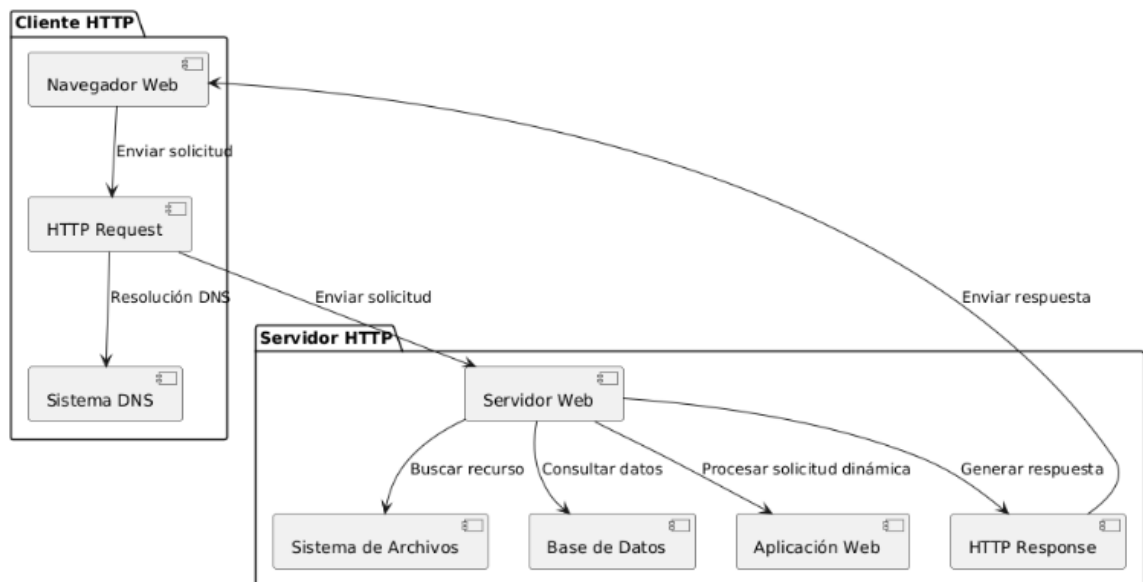 Cliente HTTP
Navegador Web
Enviar solicitud
HTTP Request
Resolución DNS
Enviar solicitud
Enviar respuesta
Servidor HTTP
Sistema DNS
Servidor Web
Buscar recurso
Consultar datos
Procesar solicitud dinámica
Generar respuesta
Sistema de Archivos
Base de Datos
Aplicación Web
HTTP Response